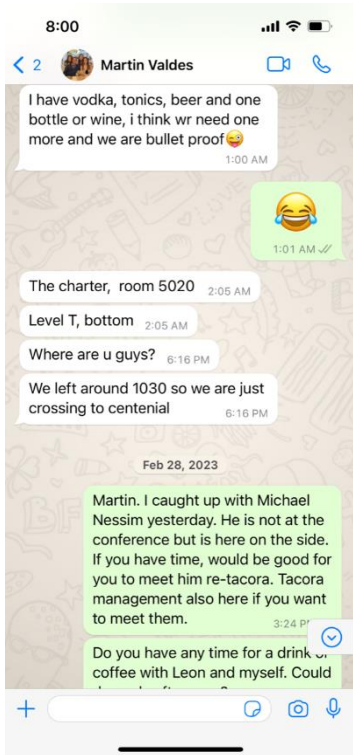 8:00
2 Martin Valdes
I have vodka, tonics, beer and one
bottle or wine, i think wr need one
more and we are bullet proof😜
1:00 AM
😂
1:01 AM
The charter, room 5020 2:05 AM
Level T, bottom 2:05 AM
Where are u guys? 6:16 PM
We left around 1030 so we are just
crossing to centenial 6:16 PM
Feb 28, 2023
Martin. I caught up with Michael
Nessim yesterday. He is not at the
conference but is here on the side.
If you have time, would be good for
you to meet him re-tacora. Tacora
management also here if you want
to meet them. 3:24
Do you have any time for a drink or
coffee with Leon and myself. Could